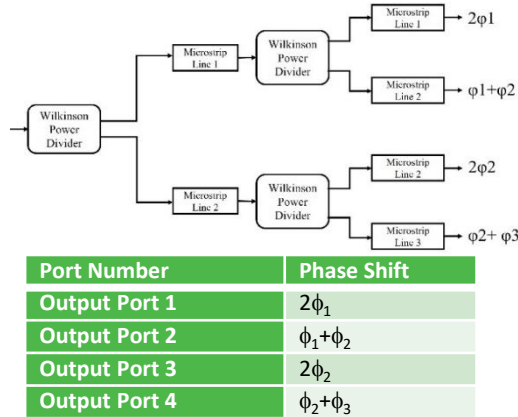 Wilkinson
Power
Divider
Microstrip
Line 1
Wilkinson
Power
Divider
Microstrip
Line 1
2φ1
Microstrip
Line 2
φ1+φ2
Microstrip
Line 2
Wilkinson
Power
Divider
Microstrip
Line 2
2φ2
Microstrip
Line 3
φ2+ φ3
Port Number Phase Shift
Output Port 1 2ϕ₁
Output Port 2 ϕ₁+ϕ₂
Output Port 3 2ϕ₂
Output Port 4 ϕ₂+ϕ₃